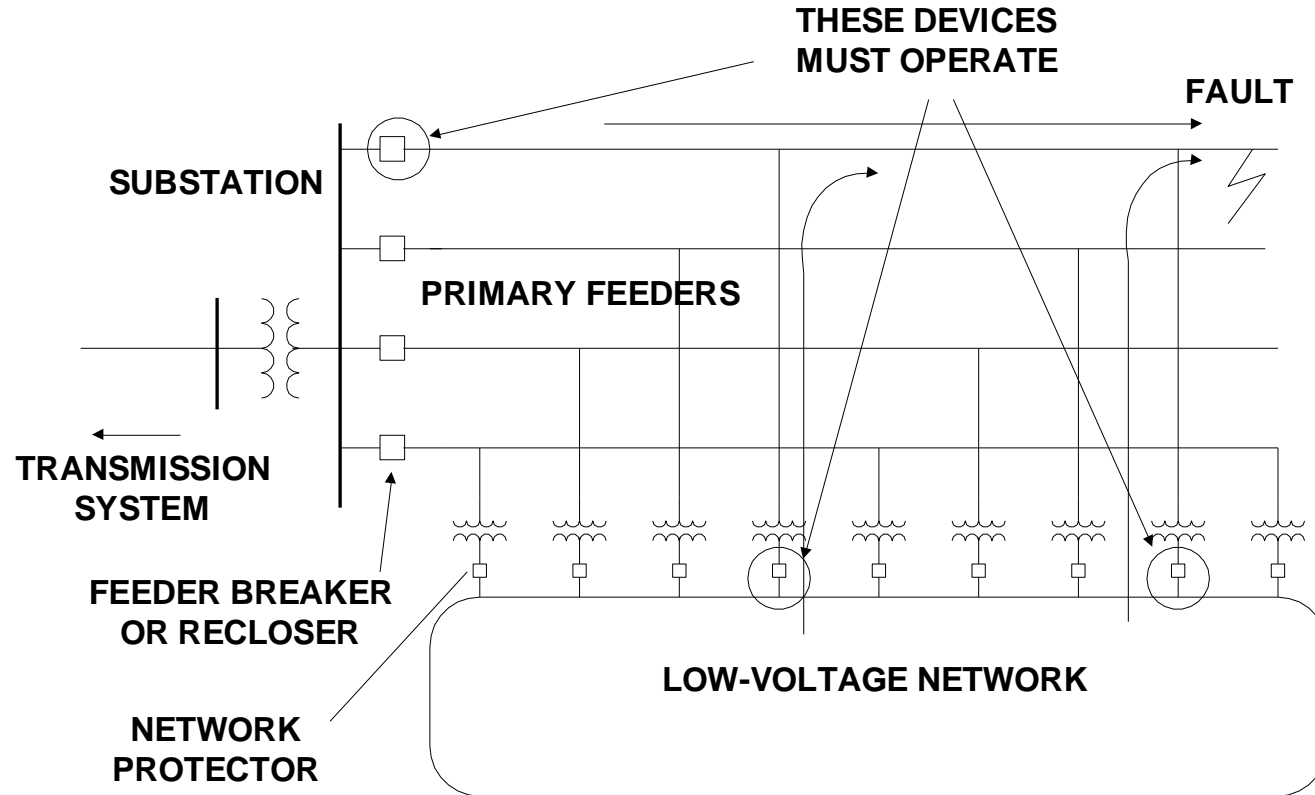 THESE DEVICES
MUST OPERATE
FAULT
SUBSTATION
PRIMARY FEEDERS
TRANSMISSION
SYSTEM
FEEDER BREAKER
OR RECLOSER
LOW-VOLTAGE NETWORK
NETWORK
PROTECTOR